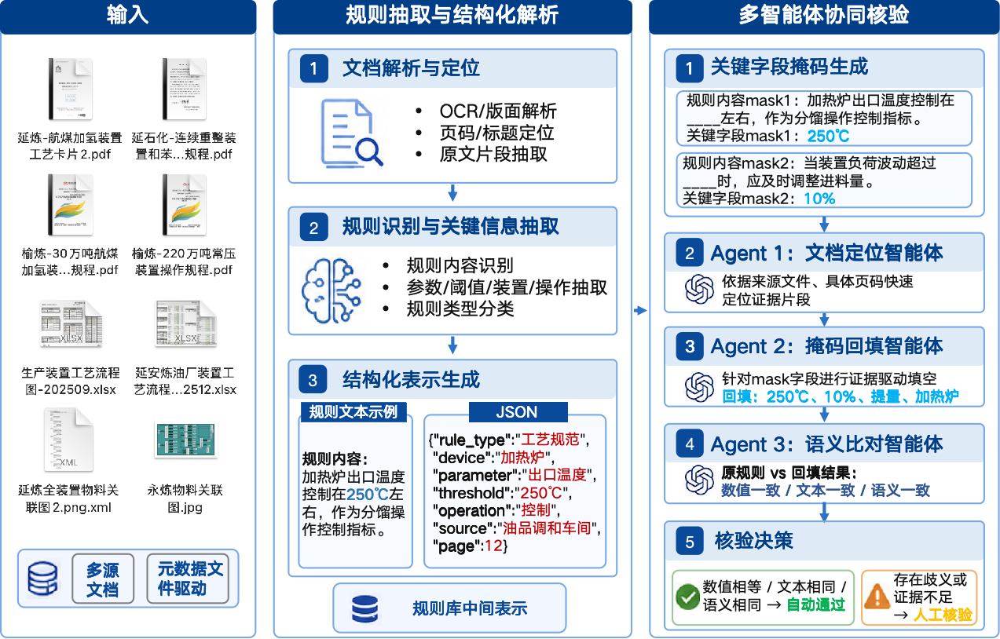 输入
延炼-航煤加氢装置
工艺卡片2.pdf
延石化-连续重整装
置和苯...规程.pdf
榆炼-30万吨航煤
加氢装...规程.pdf
榆炼-220万吨常压
装置操作规程.pdf
XLSX
生产装置工艺流程
图-202509.xlsx
XLSX
延安炼油厂装置工
艺流程...2512.xlsx
XML
延炼全装置物料关
联图2.png.xml
永炼物料关联
图.jpg
多源
文档
元数据文
件驱动
规则抽取与结构化解析
1 文档解析与定位
• OCR/版面解析
• 页码/标题定位
• 原文片段抽取
2 规则识别与关键信息抽取
• 规则内容识别
• 参数/阈值/装置/操作抽取
• 规则类型分类
3 结构化表示生成
规则文本示例
规则内容：
加热炉出口温度
控制在250℃左
右，作为分馏操
作控制指标。
JSON
{"rule_type":"工艺规范",
"device":"加热炉",
"parameter":"出口温度",
"threshold":"250℃",
"operation":"控制",
"source":"油品调和车间",
"page":12}
规则库中间表示
多智能体协同核验
1 关键字段掩码生成
规则内容mask1：加热炉出口温度控制在
____左右，作为分馏操作控制指标。
关键字段mask1：250℃
规则内容mask2：当装置负荷波动超过
____时，应及时调整进料量。
关键字段mask2：10%
2 Agent 1：文档定位智能体
依据来源文件、具体页码快速
定位证据片段
3 Agent 2：掩码回填智能体
针对mask字段进行证据驱动填空
回填：250℃、10%、提量、加热炉
4 Agent 3：语义比对智能体
原规则 vs 回填结果：
数值一致 / 文本一致 / 语义一致
5 核验决策
数值相等 / 文本相同 /
语义相同 → 自动通过
存在歧义或
证据不足
→ 人工核验